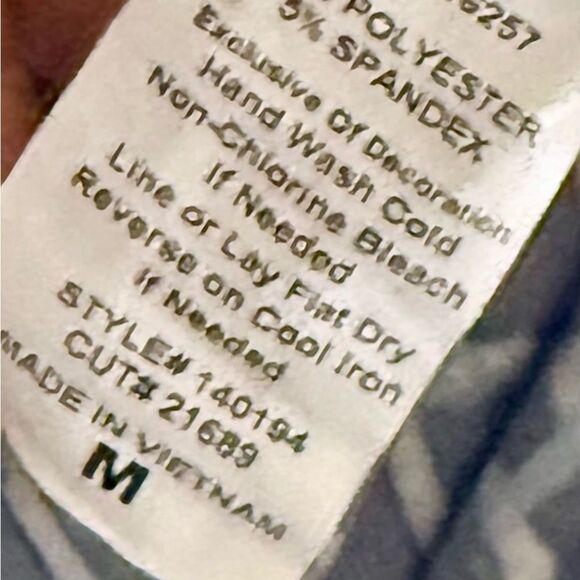 6257
POLYESTER
5% SPANDEX
Exclusive Of Decoration
Hand Wash Cold
Non-Chlorine Bleach
If Needed
Line or Lay Flat Dry
Reverse on Cool Iron
If Needed
STYLE# 140194
CUT# 21689
MADE IN VIETNAM
M